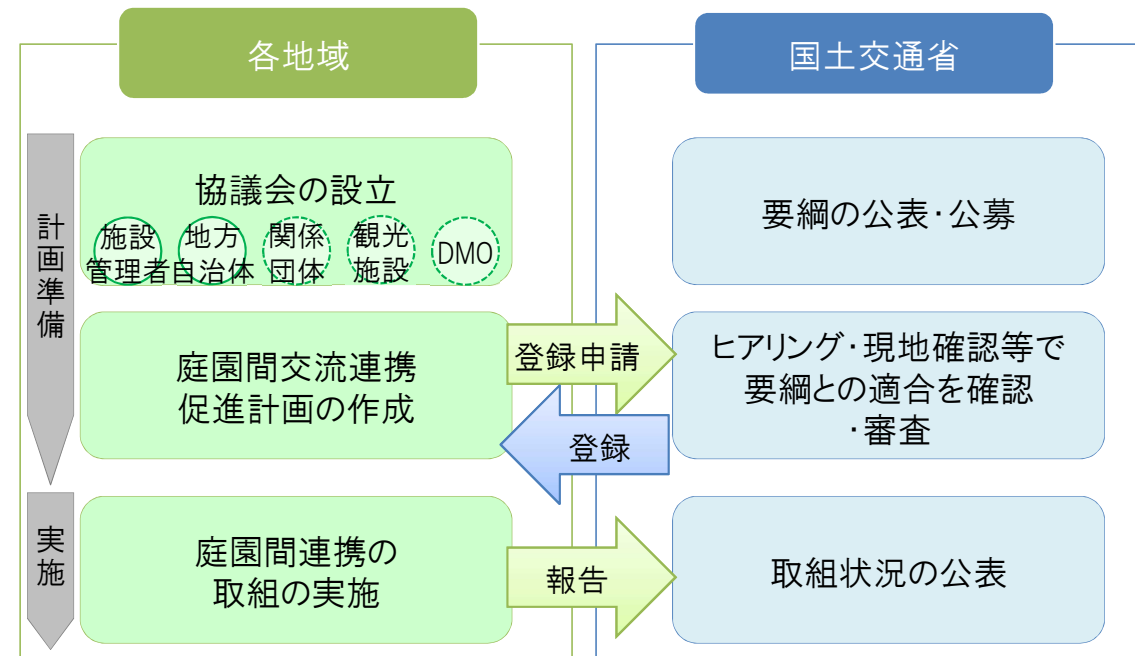 各地域
国土交通省
計画準備
協議会の設立
施設
管理者
地方
自治体
関係
団体
観光
施設
DMO
要綱の公表・公募
庭園間交流連携
促進計画の作成
登録申請
登録
ヒアリング・現地確認等で
要綱との適合を確認
・審査
実施
庭園間連携の
取組の実施
報告
取組状況の公表